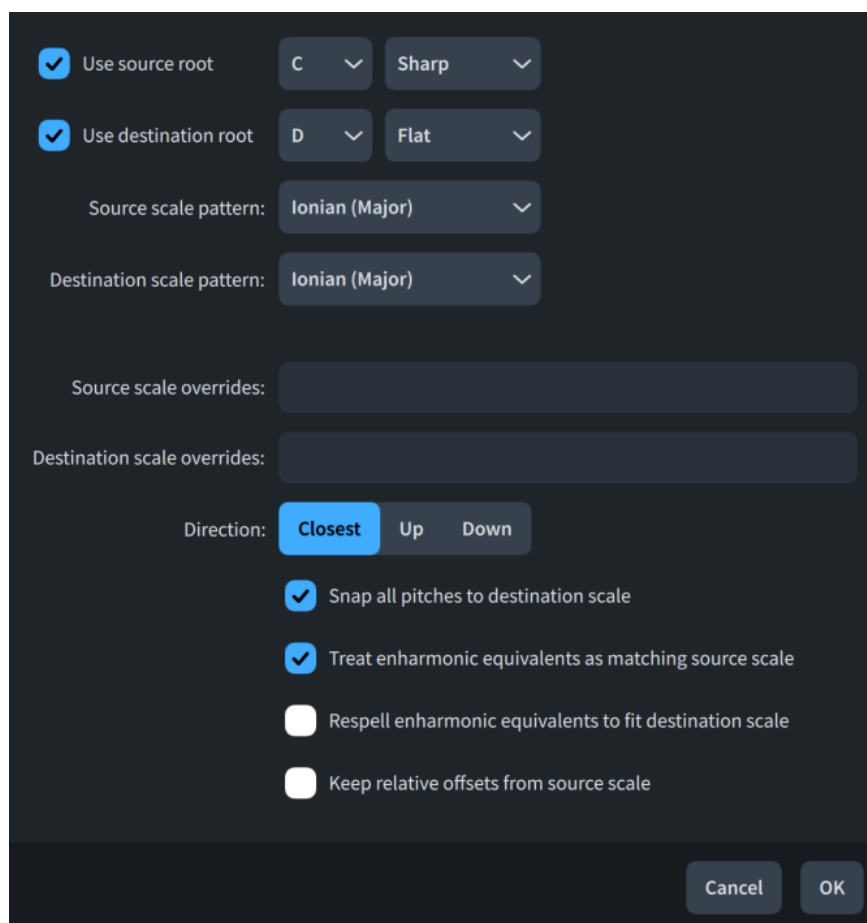 Use source root C Sharp
Use destination root D Flat
Source scale pattern: Ionian (Major)
Destination scale pattern: Ionian (Major)
Source scale overrides:
Destination scale overrides:
Direction: Closest Up Down
Snap all pitches to destination scale
Treat enharmonic equivalents as matching source scale
Respell enharmonic equivalents to fit destination scale
Keep relative offsets from source scale
Cancel OK